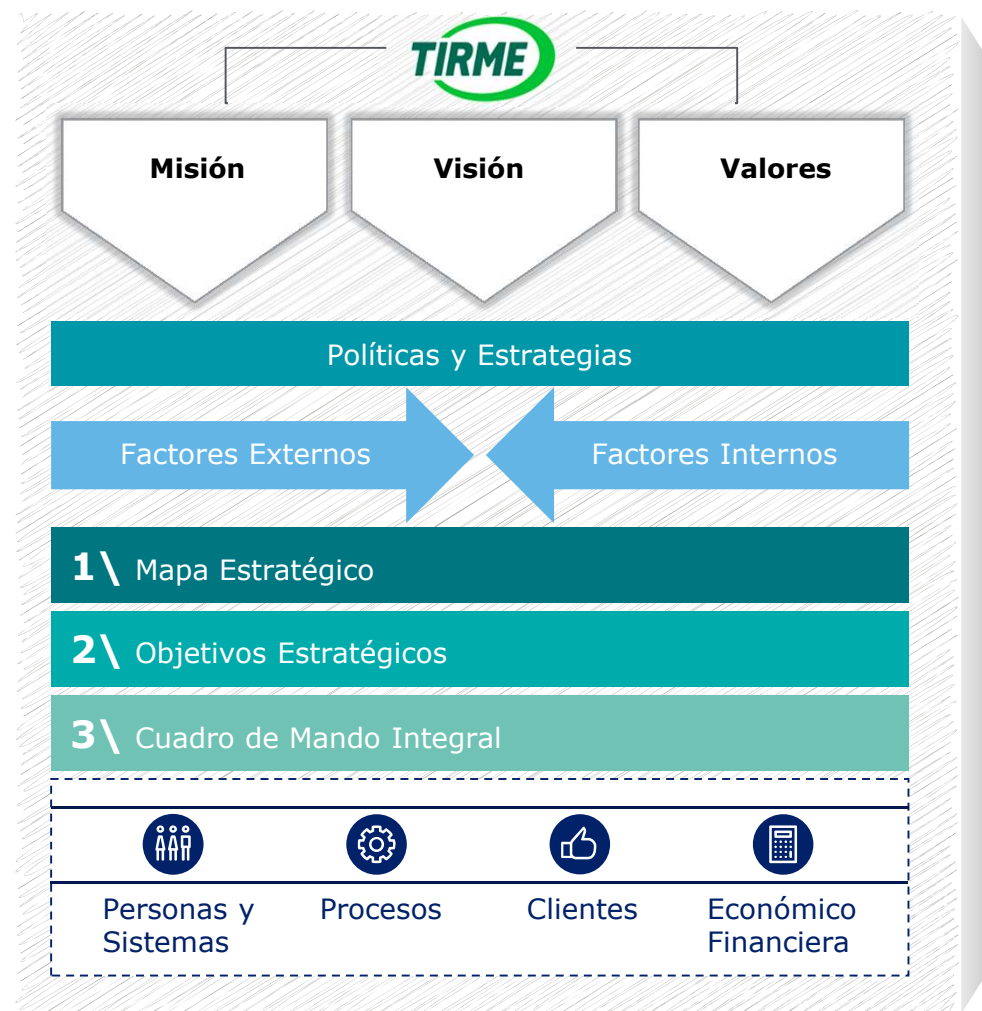 TIRME
Misión
Visión
Valores
Políticas y Estrategias
Factores Externos
Factores Internos
1\ Mapa Estratégico
2\ Objetivos Estratégicos
3\ Cuadro de Mando Integral
Personas y
Sistemas
Procesos
Clientes
Económico
Financiera